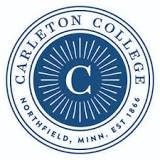 CARLETON COLLEGE
C
NORTHFIELD, MINN. EST. 1866